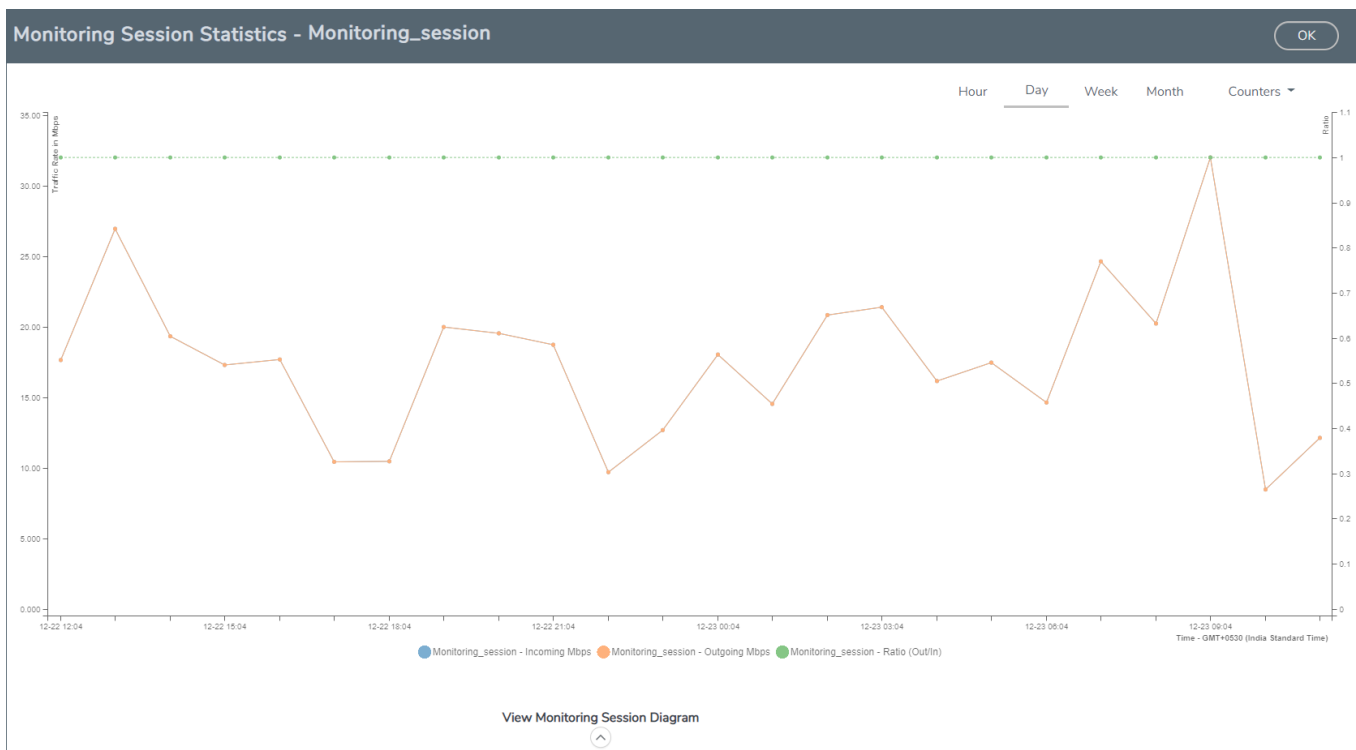 Monitoring Session Statistics - Monitoring_session
OK
Hour Day Week Month Counters
35.00
30.00
25.00
20.00
15.00
10.00
5.000
0.000
Traffic Rate in Mbps
1.1
1
0.9
0.8
0.7
0.6
0.5
0.4
0.3
0.2
0.1
0
Ratio
12-22 12:04 12-22 15:04 12-22 18:04 12-22 21:04 12-23 00:04 12-23 03:04 12-23 06:04 12-23 09:04
Time - GMT+0530 (India Standard Time)
Monitoring_session - Incoming Mbps Monitoring_session - Outgoing Mbps Monitoring_session - Ratio (Out/In)
View Monitoring Session Diagram